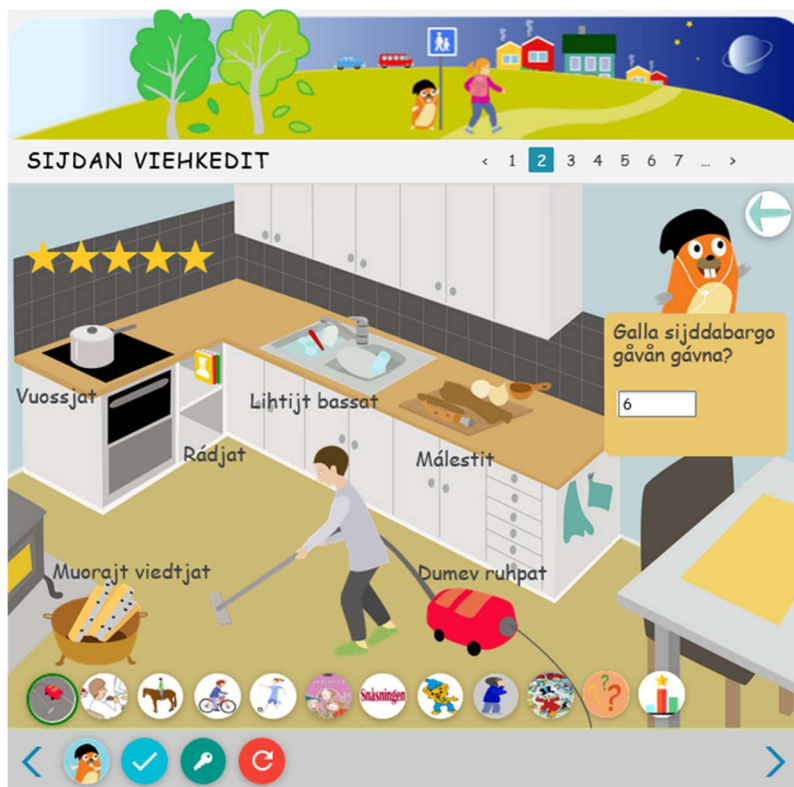 SIJDAN VIEHKEDIT
< 1 2 3 4 5 6 7 ... >
Galla sijddabargo
gåvån gávna?
6
Vuossjat
Lihtijt bassat
Rádjat
Málestit
Muorajt viedtjat
Dumev ruhpat
Snåsningen
? ? ?